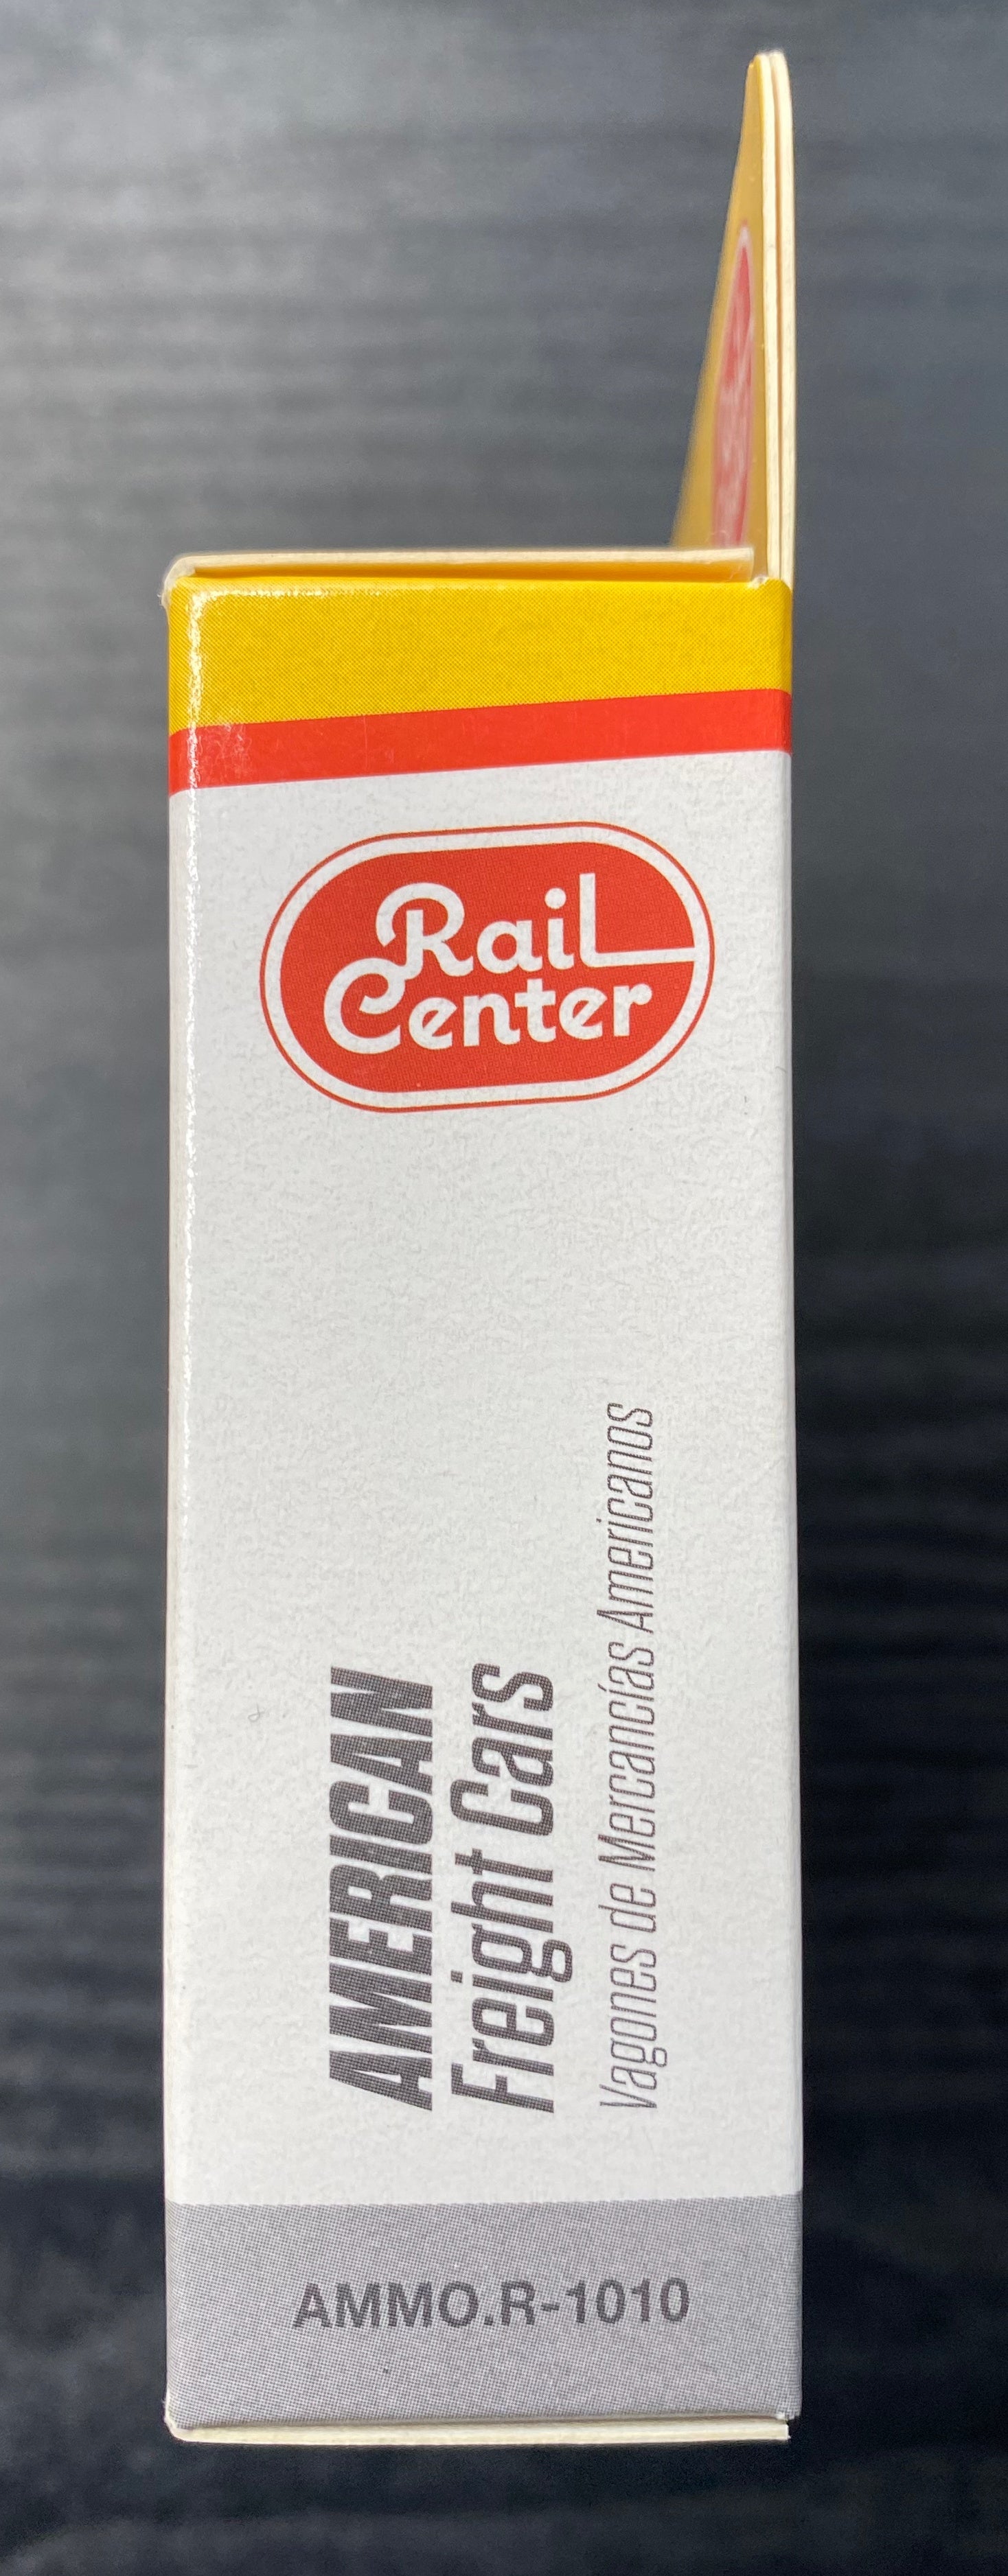 Rail
Center
AMERICAN
Freight Cars
Vagones de Mercancías Americanos
AMMO.R-1010